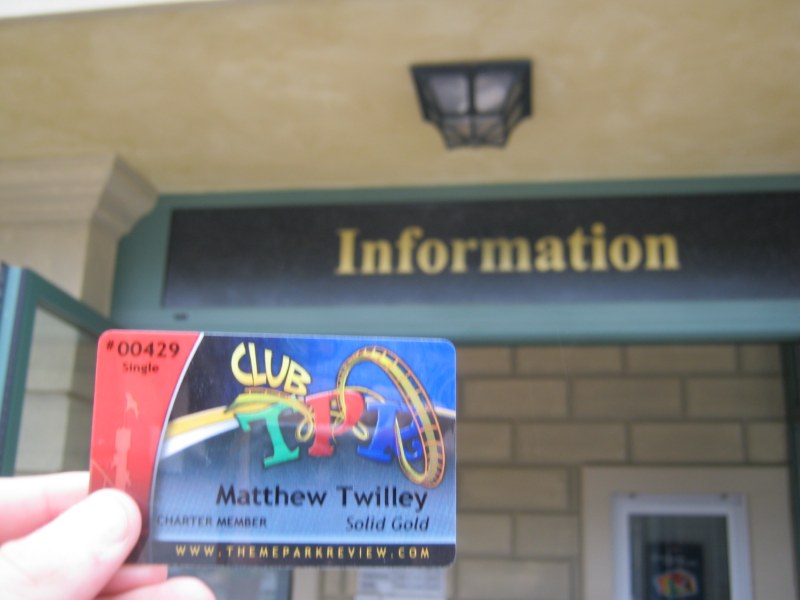 Information
#00429
Single
CLUB
TPR
Matthew Twilley
CHARTER MEMBER
Solid Gold
WWW.THEMEPARKREVIEW.COM